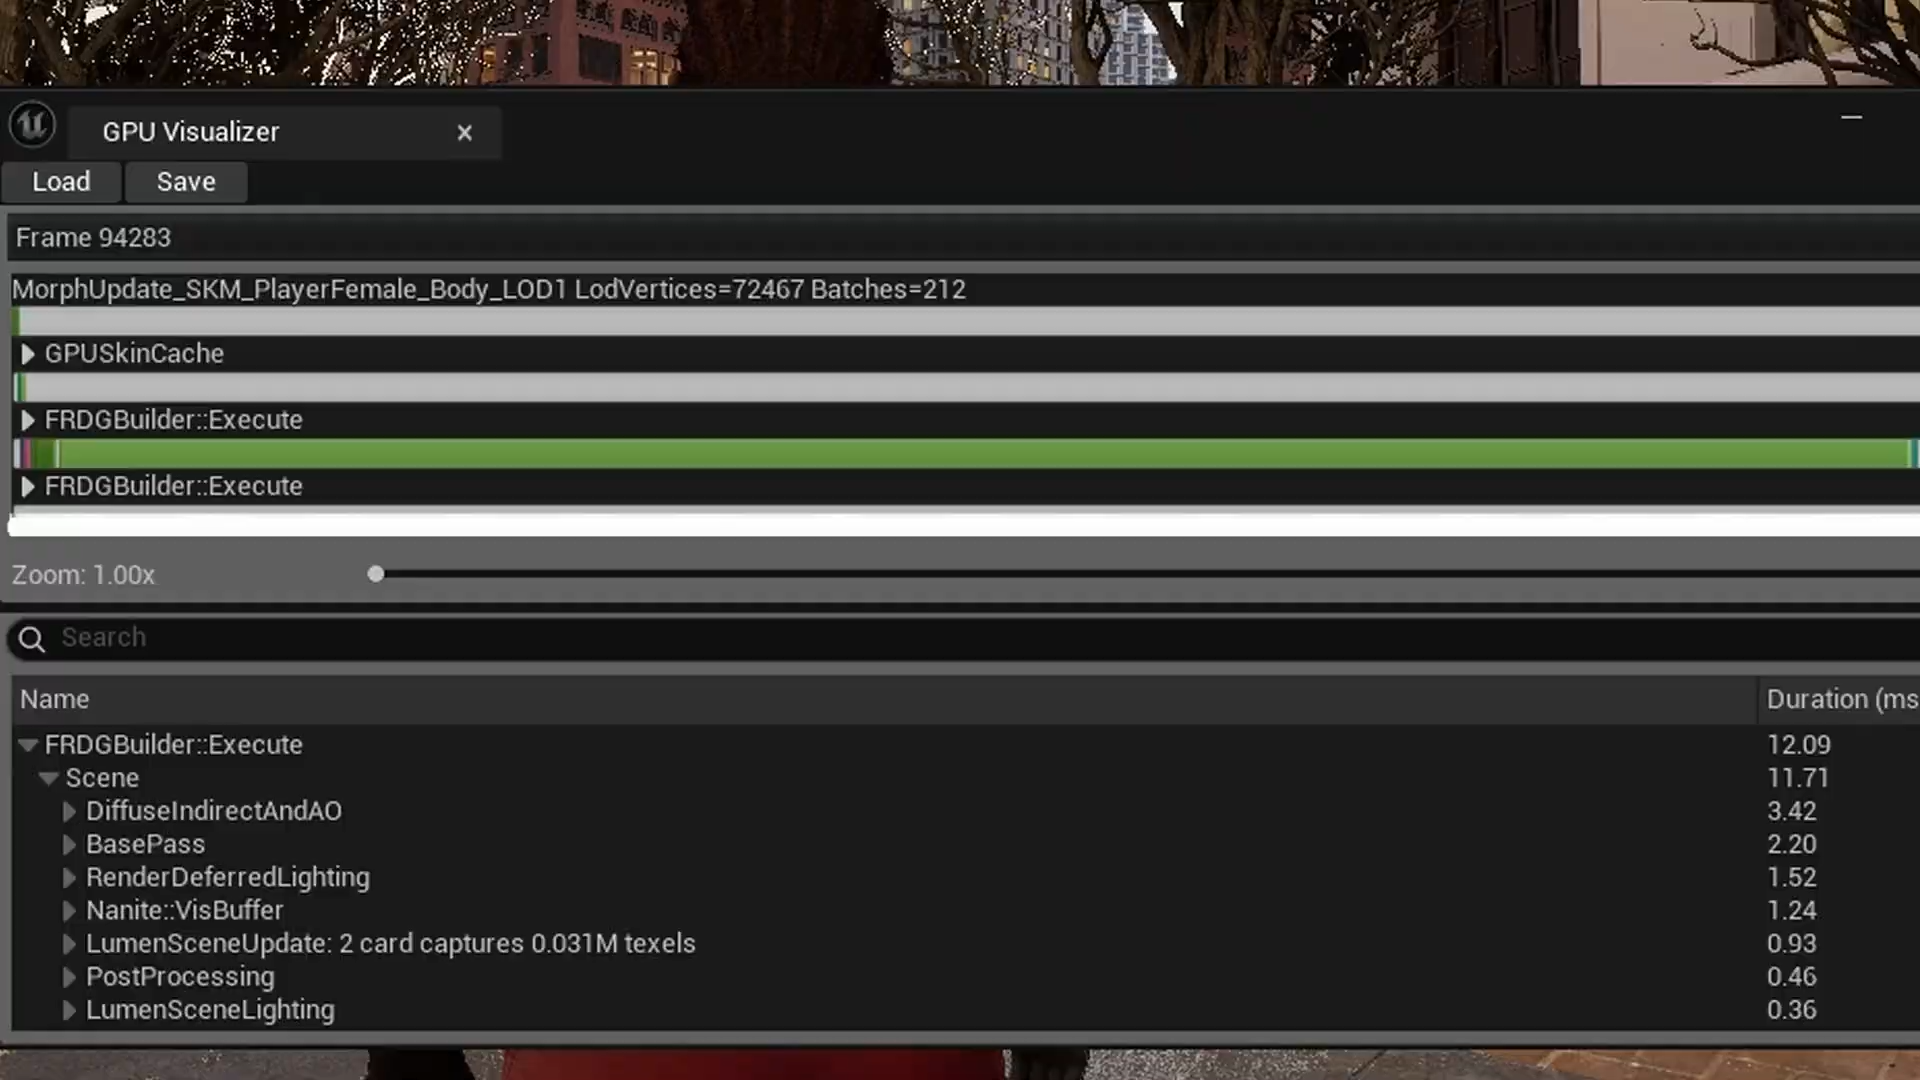 GPU Visualizer
Load Save
Frame 94283
MorphUpdate_SKM_PlayerFemale_Body_LOD1 LodVertices=72467 Batches=212
GPUSkinCache
FRDGBuilder::Execute
FRDGBuilder::Execute
Zoom: 1.00x
Search
Name Duration (ms
FRDGBuilder::Execute 12.09
Scene 11.71
DiffuseIndirectAndAO 3.42
BasePass 2.20
RenderDeferredLighting 1.52
Nanite::VisBuffer 1.24
LumenSceneUpdate: 2 card captures 0.031M texels 0.93
PostProcessing 0.46
LumenSceneLighting 0.36